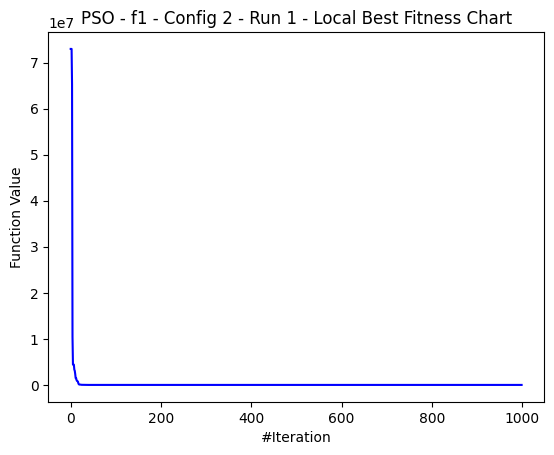 PSO - f1 - Config 2 - Run 1 - Local Best Fitness Chart
1e7
7
6
5
4
3
2
1
0
Function Value
0 200 400 600 800 1000
#Iteration